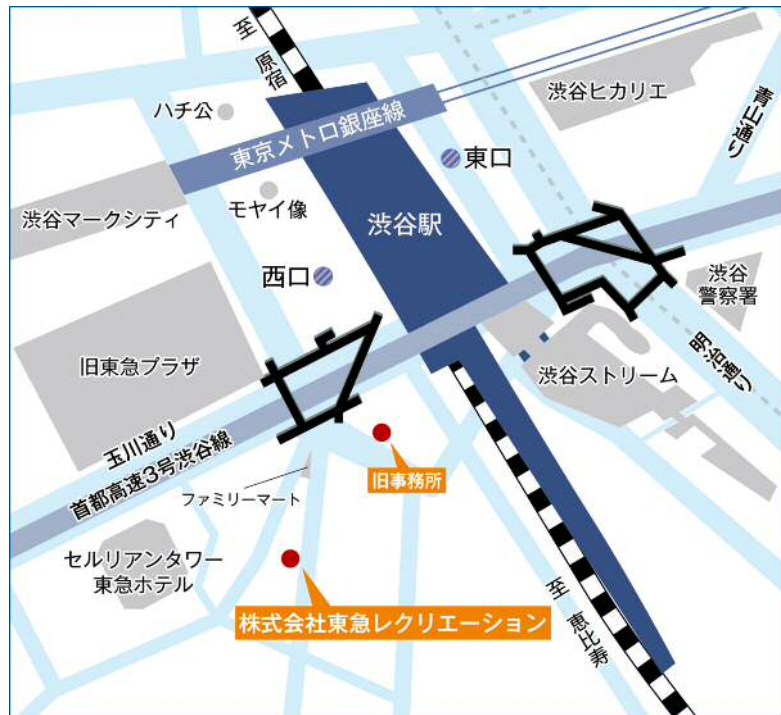 至
原宿
ハチ公
東京メトロ銀座線
渋谷ヒカリエ
青山通り
東口
渋谷マークシティ
モヤイ像
渋谷駅
西口
渋谷
警察署
旧東急プラザ
渋谷ストリーム
明治通り
玉川通り
首都高速3号渋谷線
旧事務所
ファミリーマート
セルリアンタワー
東急ホテル
株式会社東急レクリエーション
至
恵比寿